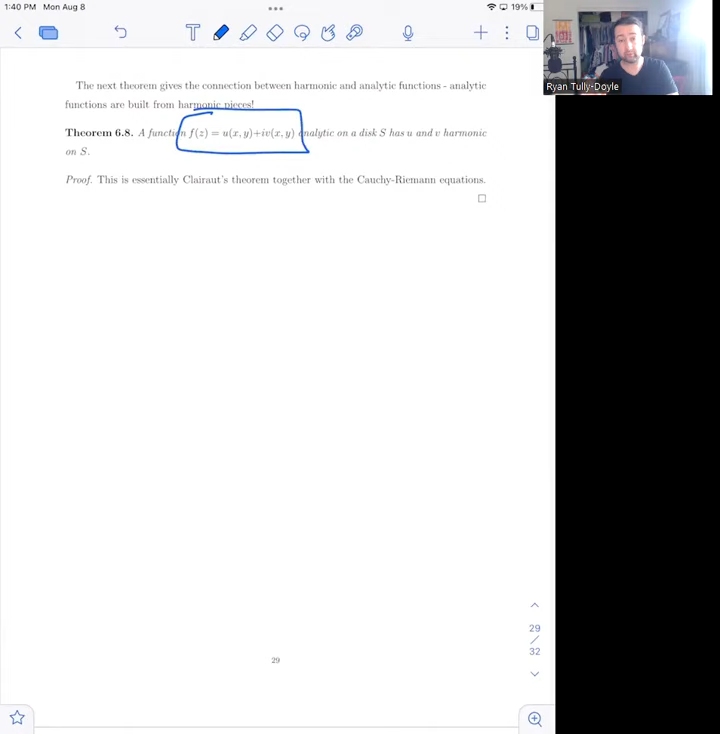 1:40 PM Mon Aug 8
19%
The next theorem gives the connection between harmonic and analytic functions - analytic
functions are built from harmonic pieces!
Theorem 6.8. A function f(z) = u(x, y)+iv(x, y) analytic on a disk S has u and v harmonic
on S.
Proof. This is essentially Clairaut's theorem together with the Cauchy-Riemann equations.
□
29
29
/
32
Ryan Tully-Doyle